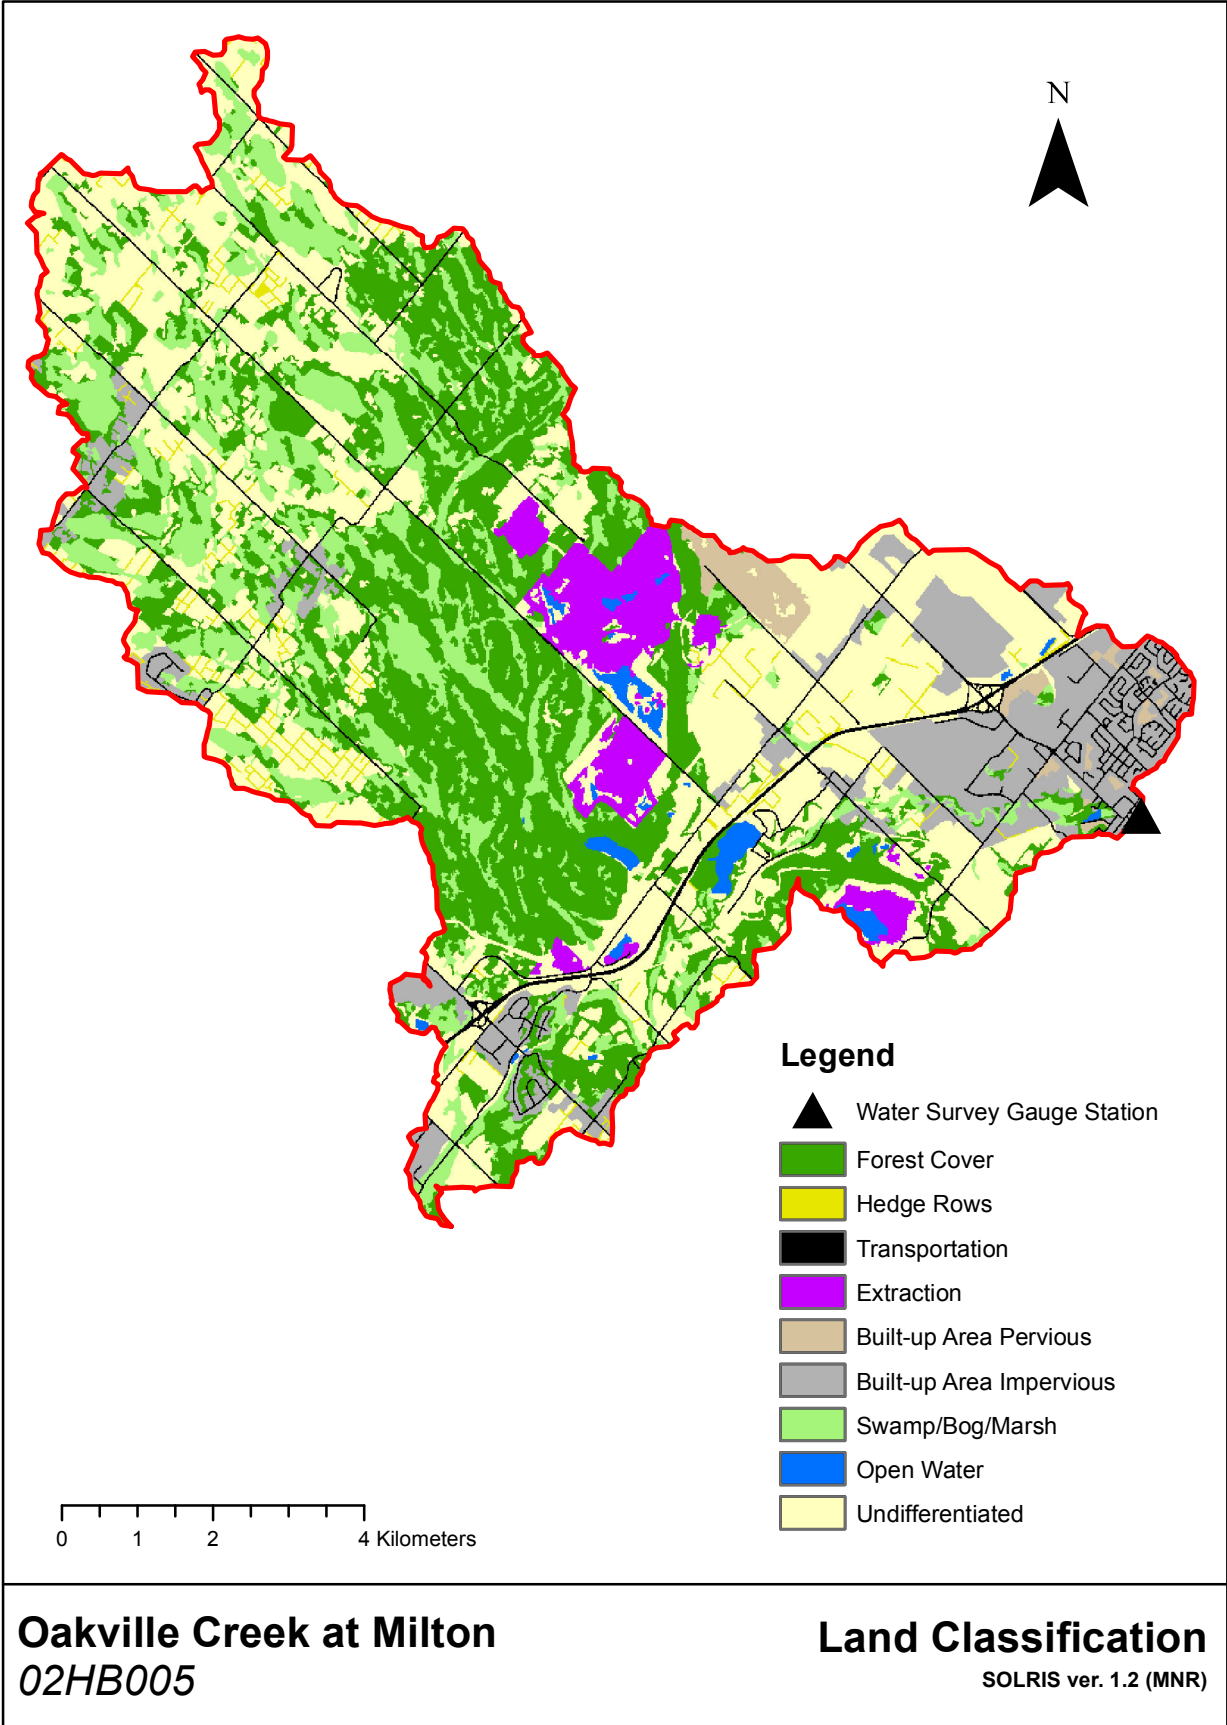 N
Legend
Water Survey Gauge Station
Forest Cover
Hedge Rows
Transportation
Extraction
Built-up Area Pervious
Built-up Area Impervious
Swamp/Bog/Marsh
Open Water
Undifferentiated
0 1 2 4 Kilometers
Oakville Creek at Milton
02HB005
Land Classification
SOLRIS ver. 1.2 (MNR)